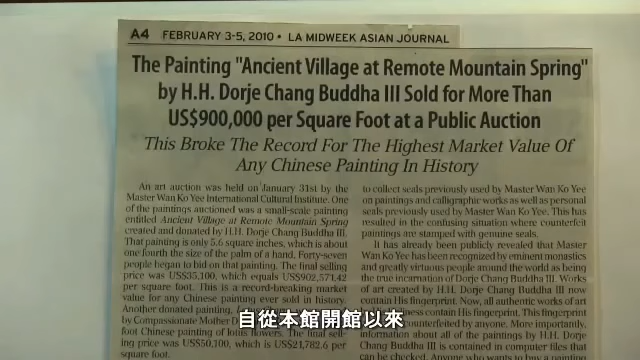 A4 FEBRUARY 3-5, 2010 • LA MIDWEEK ASIAN JOURNAL
The Painting "Ancient Village at Remote Mountain Spring"
by H.H. Dorje Chang Buddha III Sold for More Than
US$900,000 per Square Foot at a Public Auction
This Broke The Record For The Highest Market Value Of
Any Chinese Painting In History
An art auction was held on January 31st by the
Master Wan Ko Yee International Cultural Institute. One
of the paintings auctioned was a small-scale painting
entitled Ancient Village at Remote Mountain Spring
created and donated by H.H. Dorje Chang Buddha III.
That painting is only 5.6 square inches, which is about
one fourth the size of the palm of a hand. Forty-seven
people began to bid on that painting. The final selling
price was US$35,100, which equals US$902,571.42
per square foot. This is a record-breaking market
value for any Chinese painting ever sold in history.
Another donated painting,
by Compassionate Mother
foot Chinese painting of lotus flowers. The final sell-
ing price was US$50,100, which is US$21,782.6 per
square foot.
to collect seals previously used by Master Wan Ko Yee
on paintings and calligraphic works as well as personal
seals previously used by Master Wan Ko Yee. This has
resulted in the confusing situation where counterfeit
paintings are stamped with genuine seals.
It has already been publicly revealed that Master
Wan Ko Yee has been recognized by eminent monastics
and greatly virtuous people around the world as being
the true incarnation of Dorje Chang Buddha III. Works
of art created by H.H. Dorje Chang Buddha III now
contain His fingerprint. Now, all authentic works of art
contain His fingerprint. This fingerprint
counterfeited by anyone. More importantly,
information about all of the paintings by H.H. Dorje
Chang Buddha III is contained in computer files that
can be checked. Anyone who wants to buy a painting
自從本館開館以來